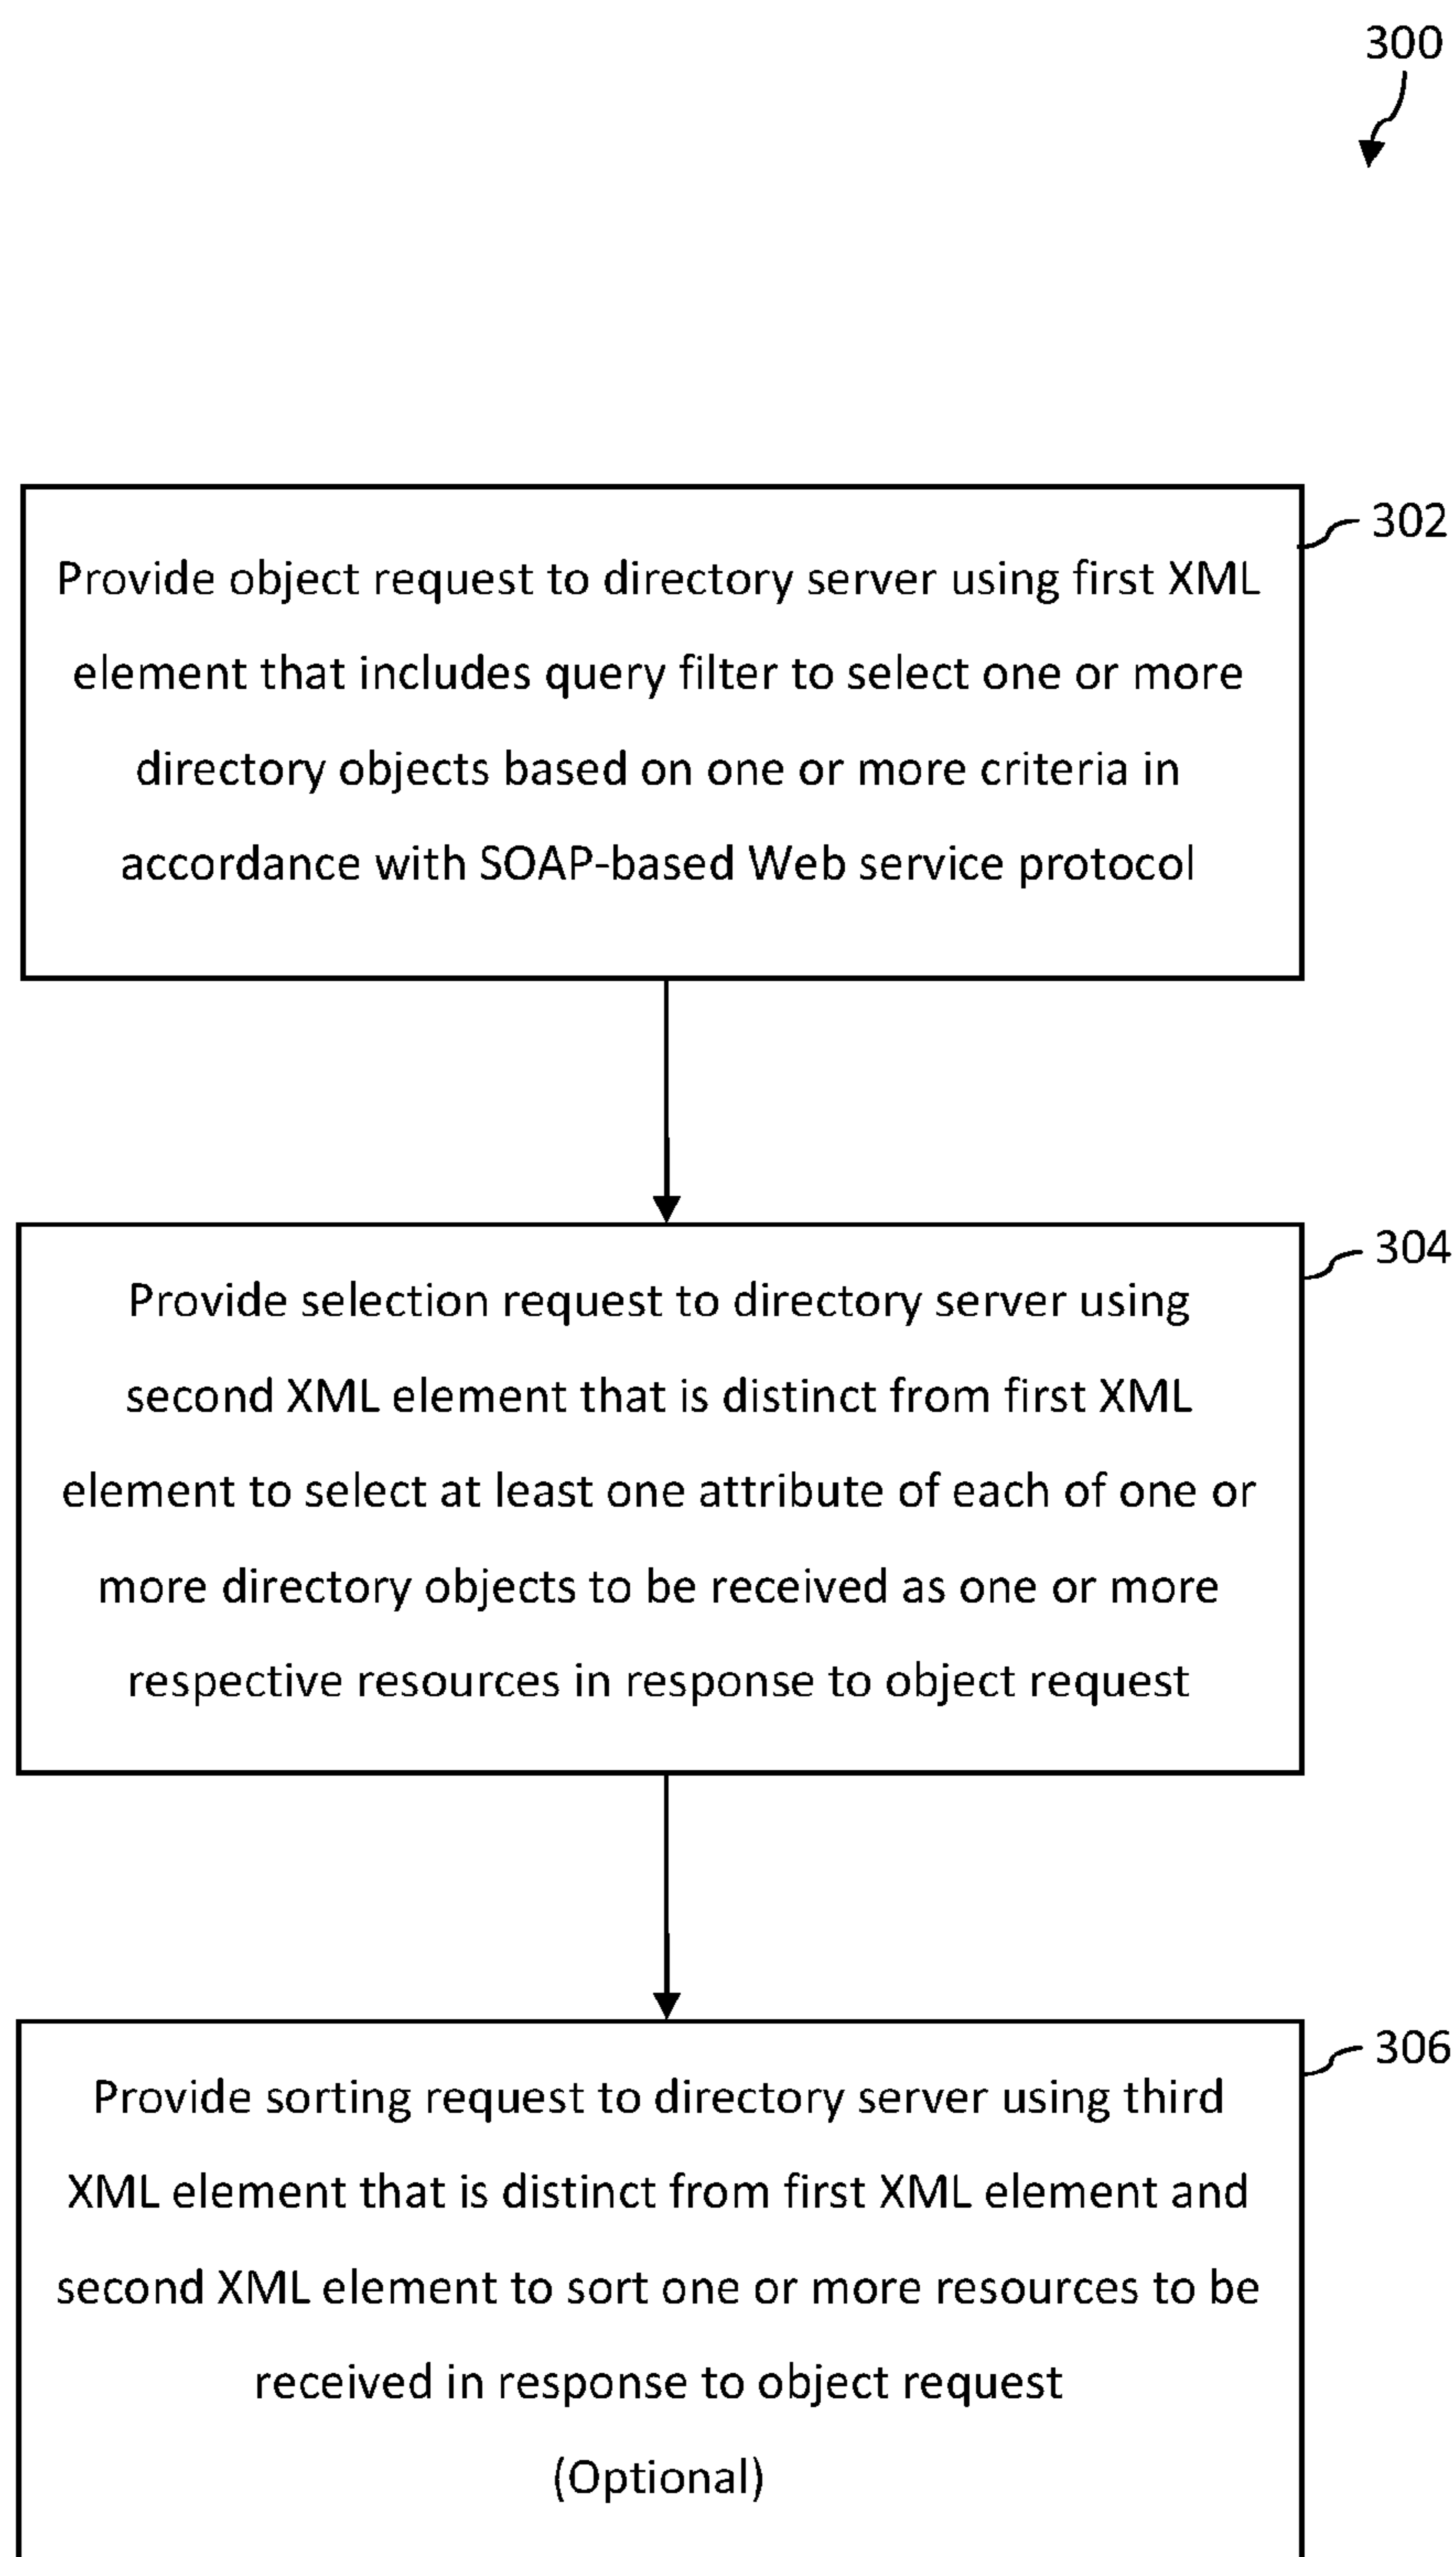 300
302
Provide object request to directory server using first XML
element that includes query filter to select one or more
directory objects based on one or more criteria in
accordance with SOAP-based Web service protocol
304
Provide selection request to directory server using
second XML element that is distinct from first XML
element to select at least one attribute of each of one or
more directory objects to be received as one or more
respective resources in response to object request
306
Provide sorting request to directory server using third
XML element that is distinct from first XML element and
second XML element to sort one or more resources to be
received in response to object request
(Optional)